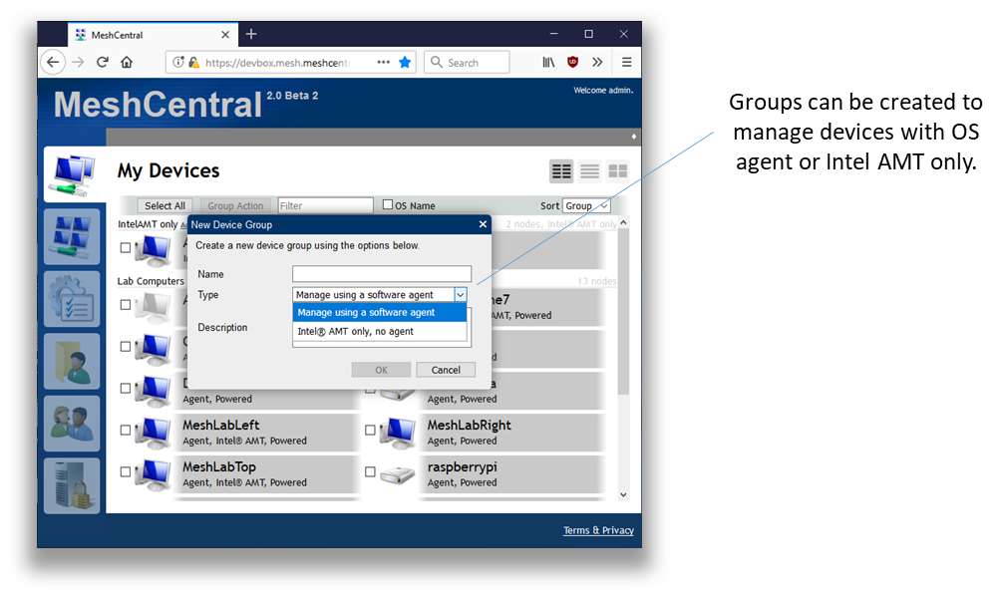 MeshCentral
https://devbox.mesh.meshcent
Search
MeshCentral 2.0 Beta 2
Welcome admin.
My Devices
Select All
Group Action
Filter
OS Name
Sort
Group
IntelAMT only
2 nodes, Intel® AMT only
New Device Group
Create a new device group using the options below.
Name
Type
Manage using a software agent
Manage using a software agent
Intel® AMT only, no agent
Description
OK
Cancel
Lab Computers
13 nodes
AMT, Powered
Agent, Powered
Agent, Powered
MeshLabLeft
Agent, Intel® AMT, Powered
MeshLabRight
Agent, Intel® AMT, Powered
MeshLabTop
Agent, Intel® AMT, Powered
raspberrypi
Agent, Powered
Terms & Privacy
Groups can be created to
manage devices with OS
agent or Intel AMT only.